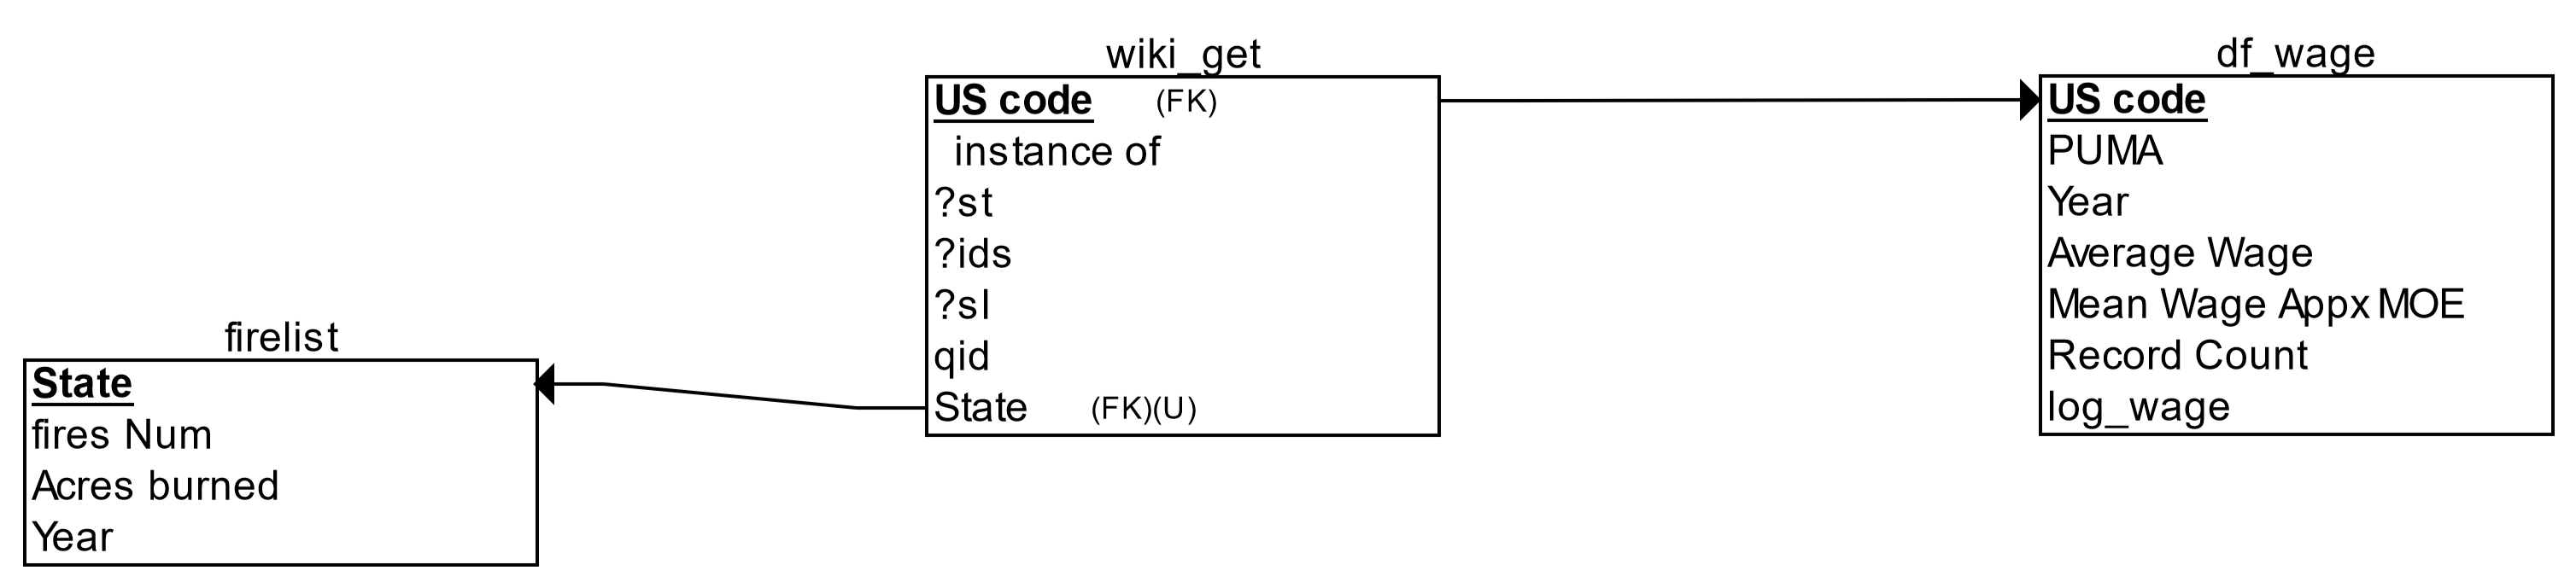 firelist
State
fires Num
Acres burned
Year
wiki_get
US code (FK)
instance of
?st
?ids
?sl
qid
State (FK)(U)
df_wage
US code
PUMA
Year
Average Wage
Mean Wage Appx MOE
Record Count
log_wage